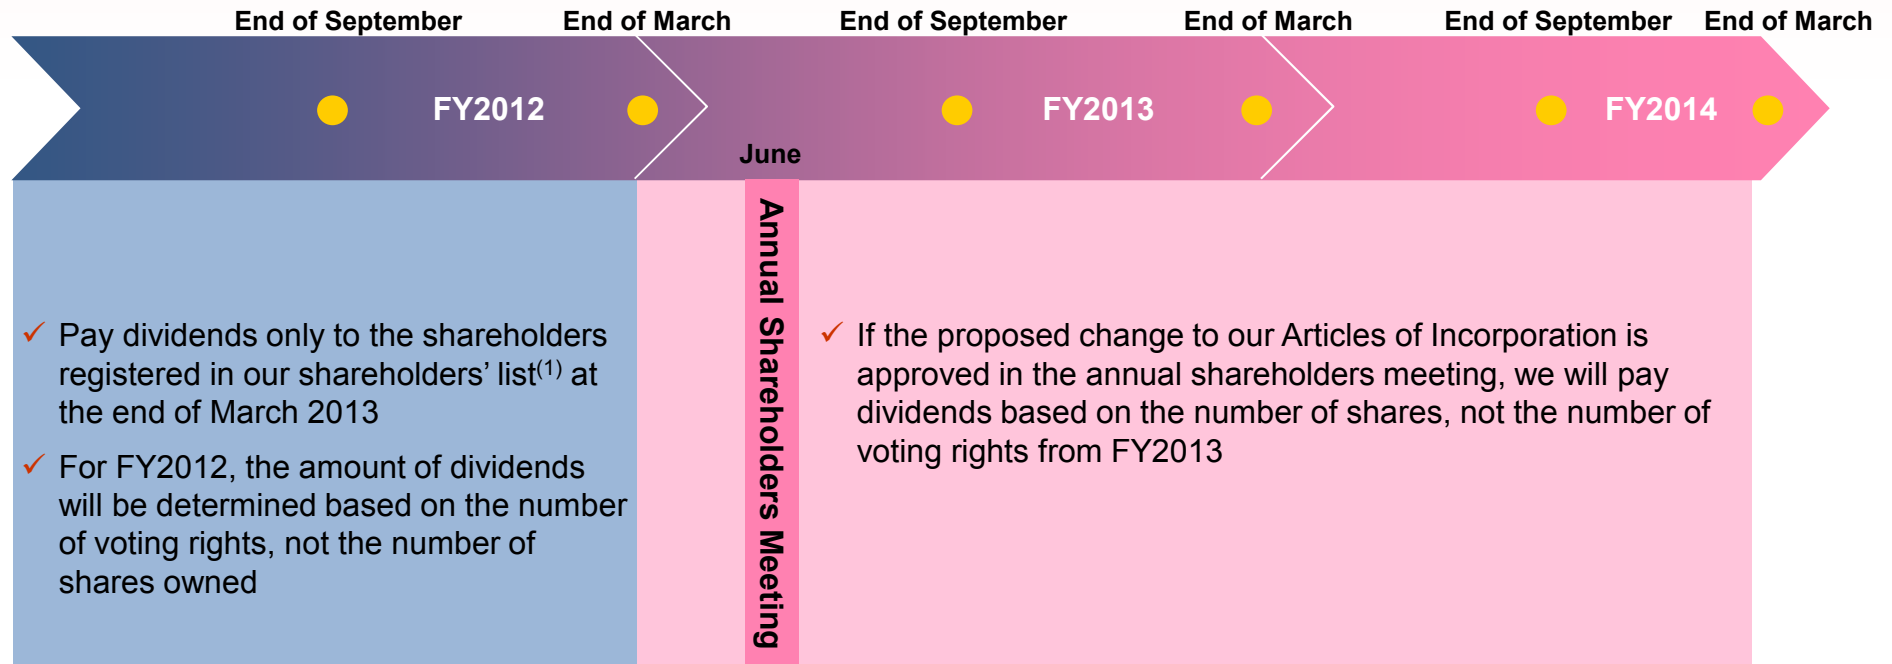 End of September
End of March
End of September
End of March
End of September
End of March
FY2012
FY2013
FY2014
June
Annual Shareholders Meeting
✓ Pay dividends only to the shareholders
registered in our shareholders’ list(1) at
the end of March 2013
✓ For FY2012, the amount of dividends
will be determined based on the number
of voting rights, not the number of
shares owned
✓ If the proposed change to our Articles of Incorporation is
approved in the annual shareholders meeting, we will pay
dividends based on the number of shares, not the number of
voting rights from FY2013